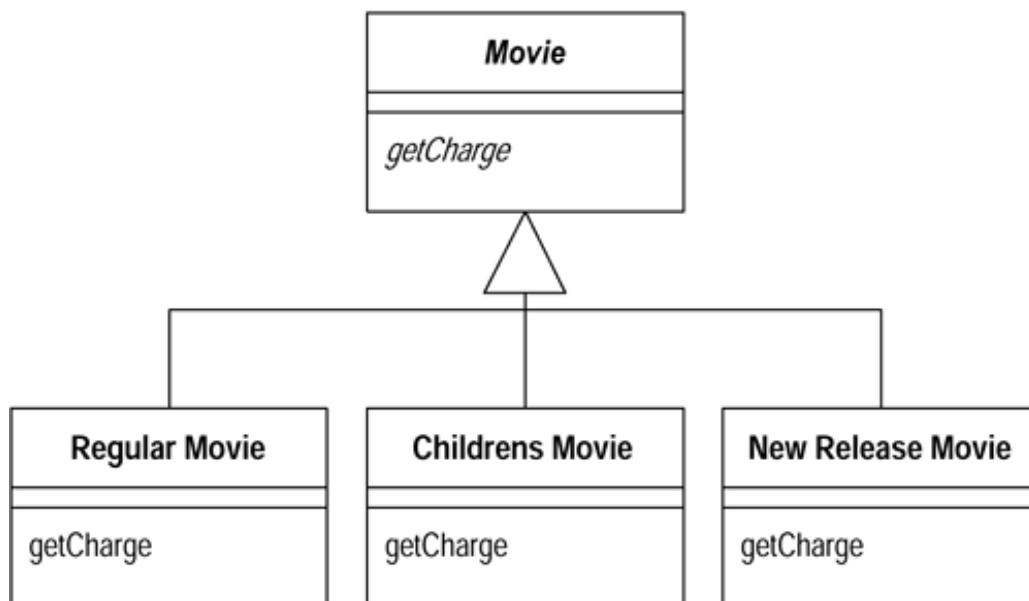 Movie
getCharge
Regular Movie
Childrens Movie
New Release Movie
getCharge
getCharge
getCharge